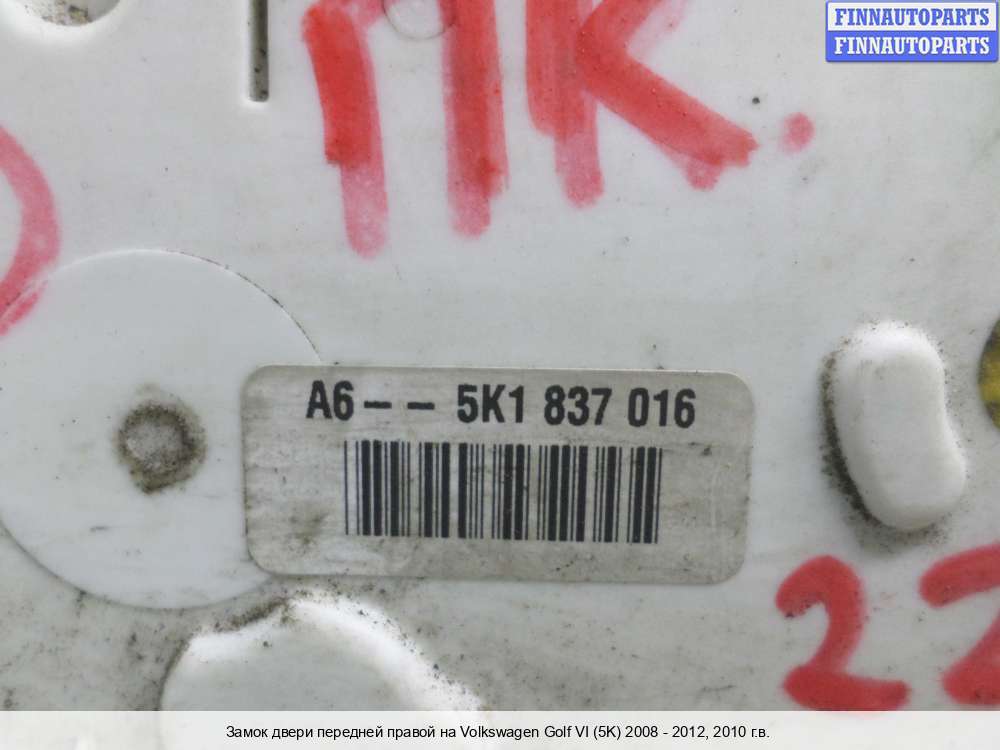 FINNAUTOPARTS
FINNAUTOPARTS
ПК.
A6-- 5K1 837 016
22
Замок двери передней правой на Volkswagen Golf VI (5K) 2008 - 2012, 2010 г.в.